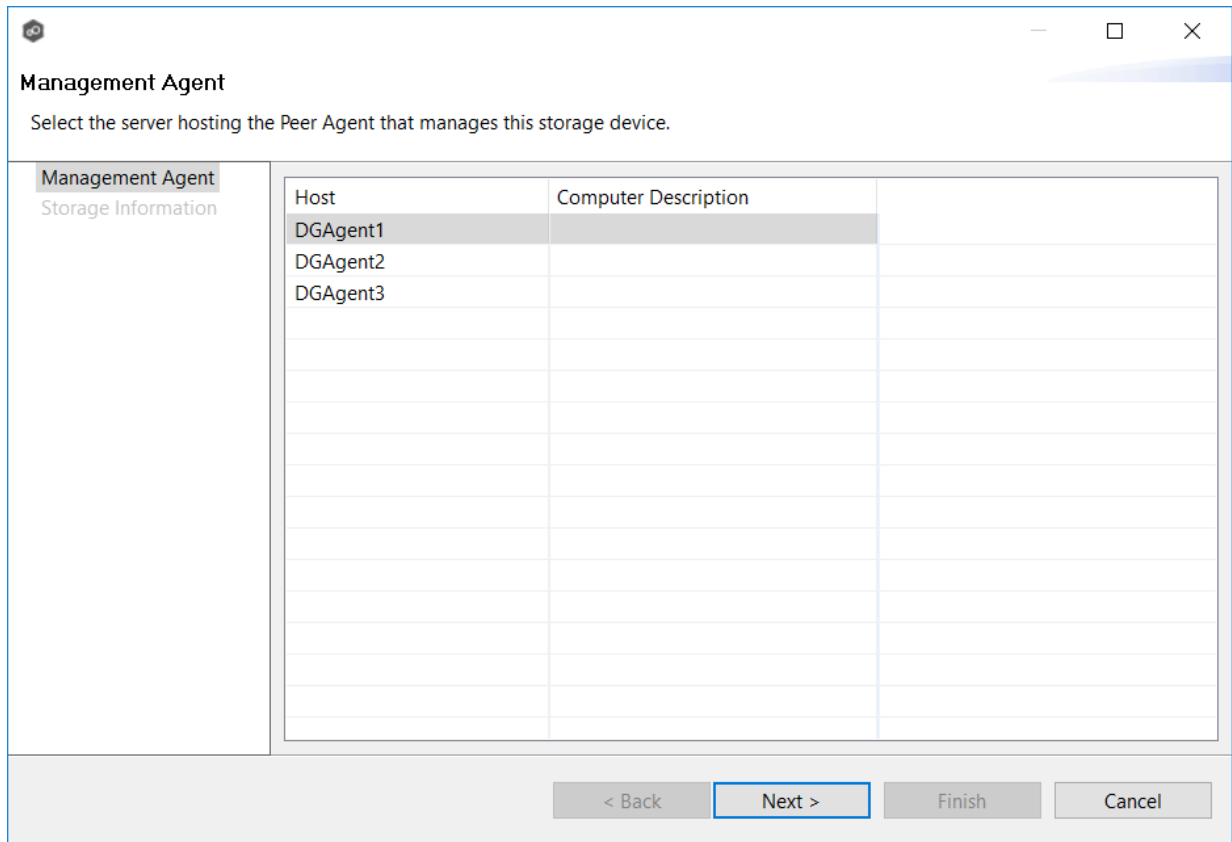 Management Agent
Select the server hosting the Peer Agent that manages this storage device.
Management Agent
Storage Information
Host Computer Description
DGAgent1
DGAgent2
DGAgent3
< Back Next > Finish Cancel